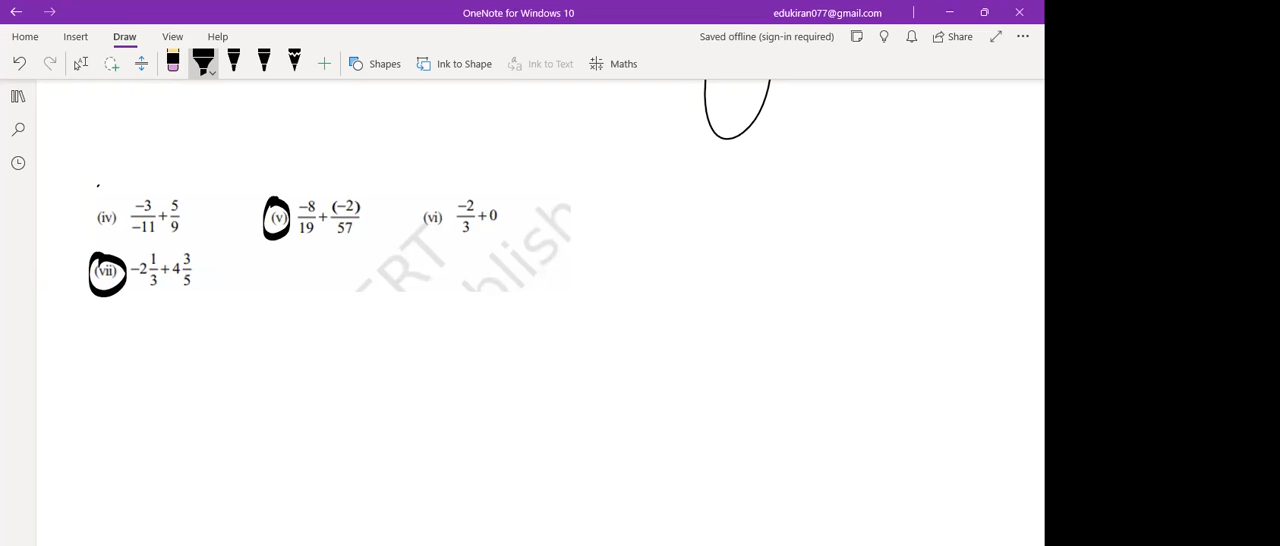 OneNote for Windows 10
edukiran077@gmail.com
Home Insert Draw View Help
Saved offline (sign-in required)
Share
Shapes
Ink to Shape
Ink to Text
Maths
(iv) -3/-11 + 5/9 (v) -8/19 + (-2)/57 (vi) -2/3 + 0
(vii) -2 1/3 + 4 3/5